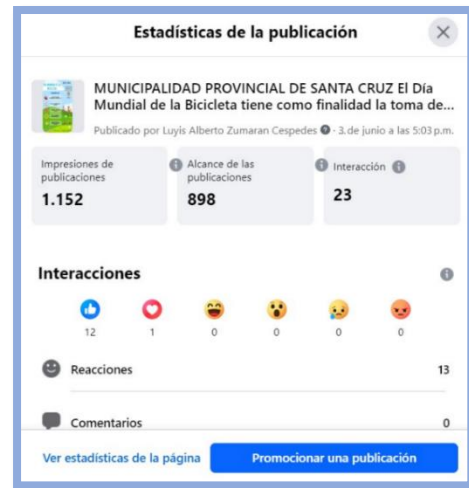 Estadísticas de la publicación
MUNICIPALIDAD PROVINCIAL DE SANTA CRUZ El Día
Mundial de la Bicicleta tiene como finalidad la toma de...
Publicado por Luyis Alberto Zumaran Cespedes · 3 de junio a las 5:03 p.m.
Impresiones de
publicaciones
1.152
Alcance de las
publicaciones
898
Interacción
23
Interacciones
12 1 0 0 0 0
Reacciones 13
Comentarios 0
Ver estadísticas de la página
Promocionar una publicación